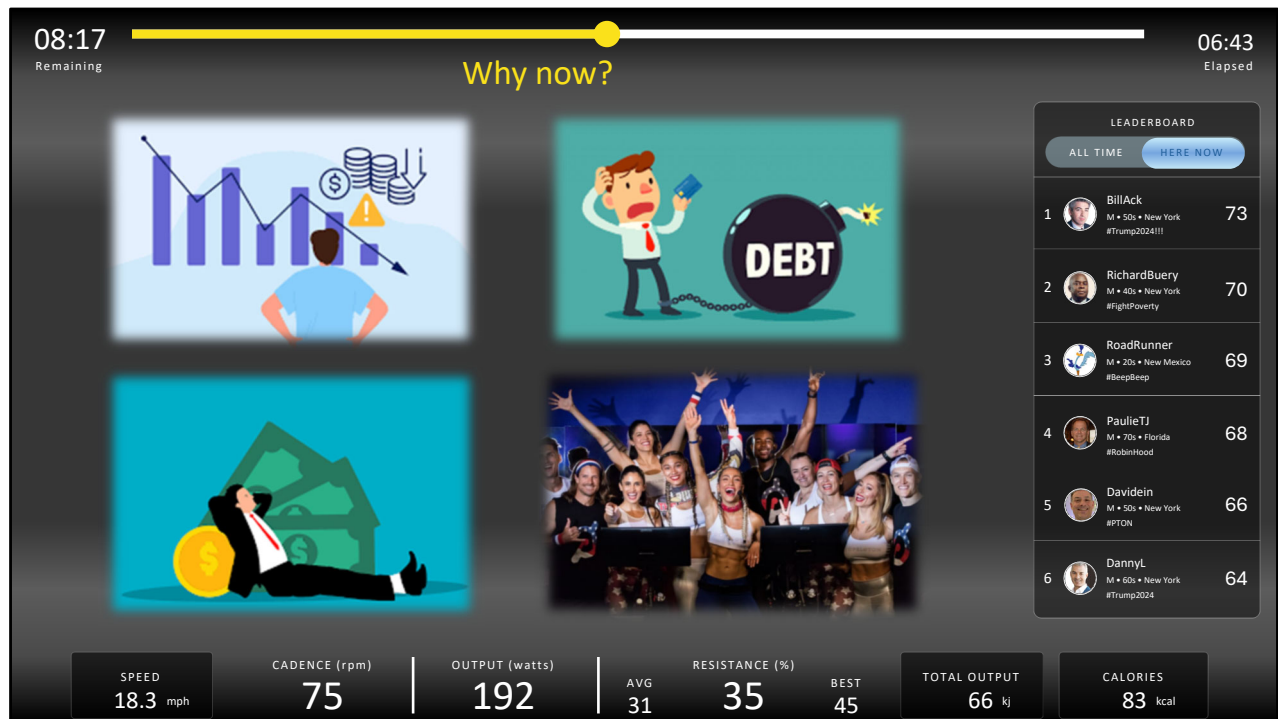 08:17
Remaining
06:43
Elapsed
Why now?
$
DEBT
$
$
LEADERBOARD
ALL TIME HERE NOW
1 BillAck 73
M • 50s • New York
#Trump2024!!!
2 RichardBuery 70
M • 40s • New York
#FightPoverty
3 RoadRunner 69
M • 20s • New Mexico
#BeepBeep
4 PaulieTJ 68
M • 70s • Florida
#RobinHood
5 Davidein 66
M • 50s • New York
#PTON
6 DannyL 64
M • 60s • New York
#Trump2024
SPEED
18.3 mph
CADENCE (rpm)
75
OUTPUT (watts)
192
RESISTANCE (%)
AVG
31
35
BEST
45
TOTAL OUTPUT
66 kj
CALORIES
83 kcal